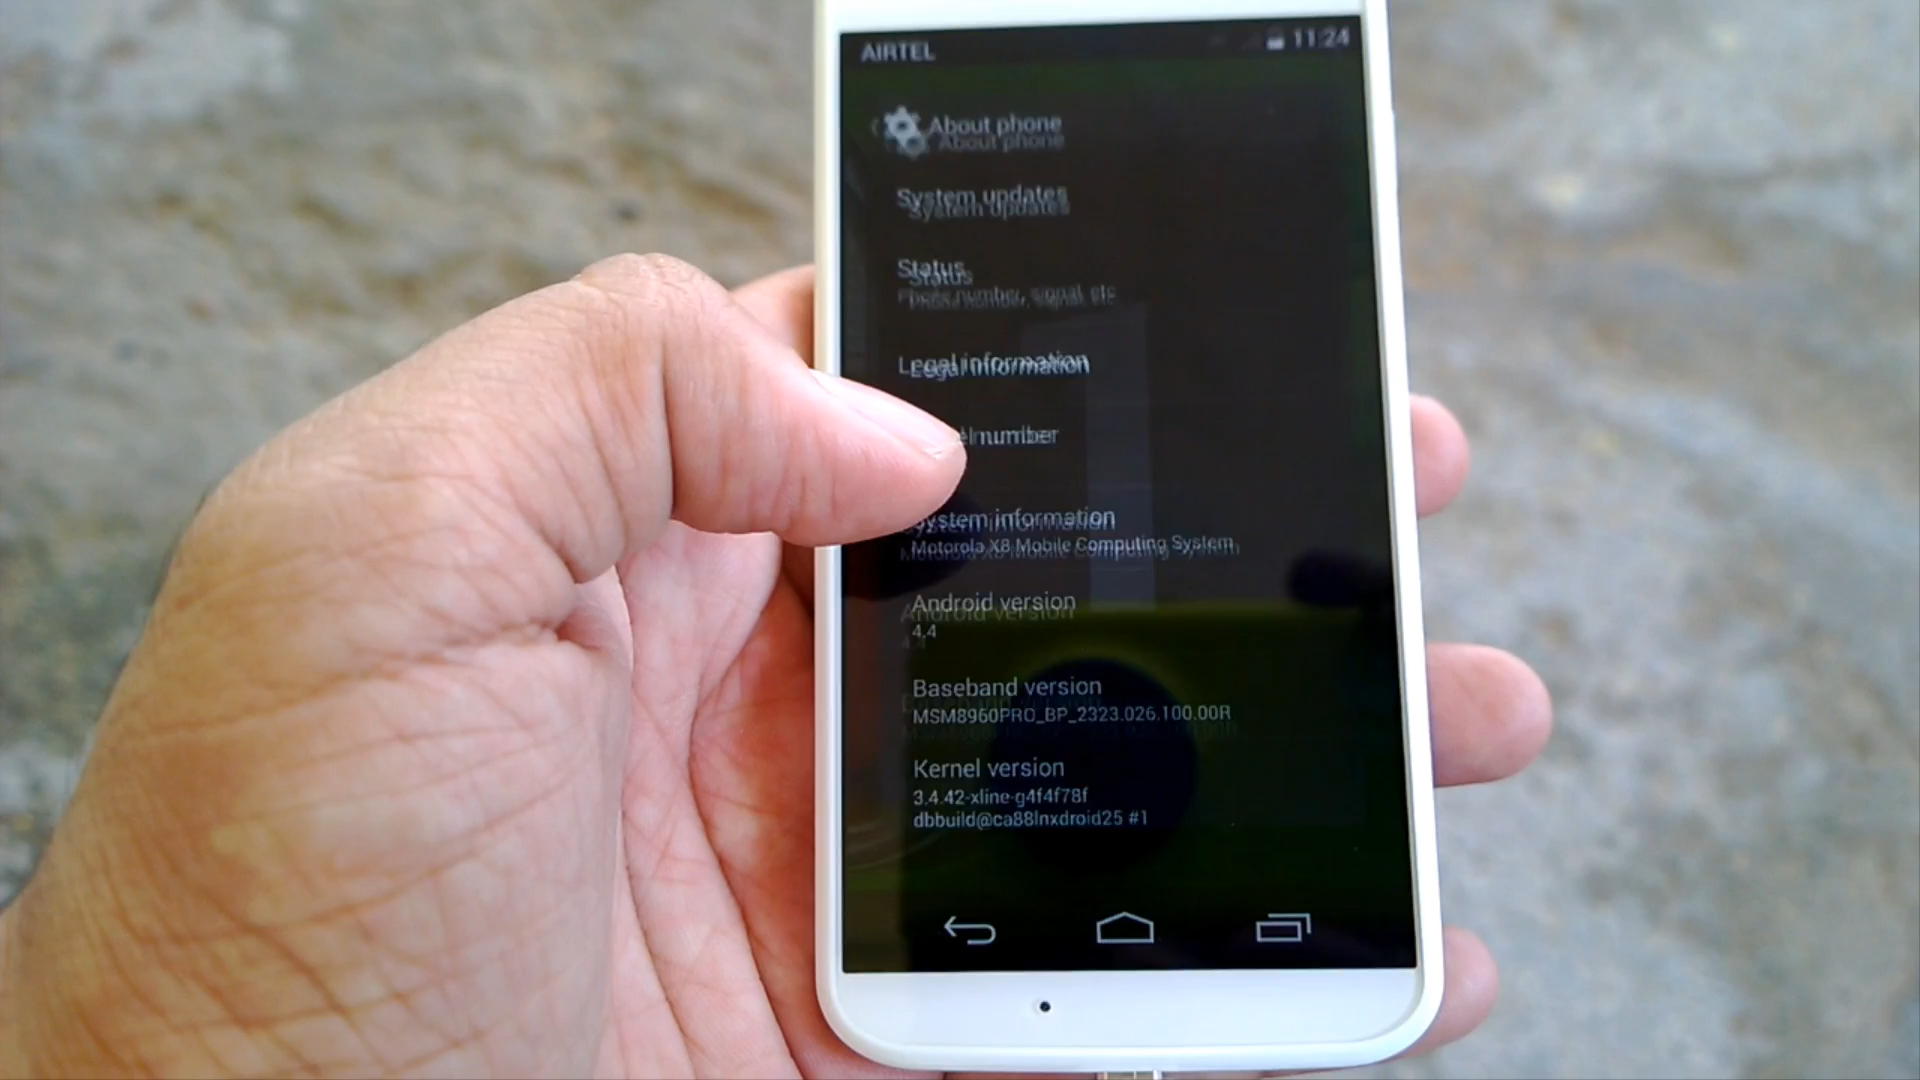 AIRTEL 11:24
About phone
System updates
Status
Phone number, signal, etc
Legal information
number
System information
Motorola X8 Mobile Computing System
Android version
4.4
Baseband version
MSM8960PRO_BP_2323.026.100.00R
Kernel version
3.4.42-xline-g4f4f78f
dbbuild@ca88lnxdroid25 #1